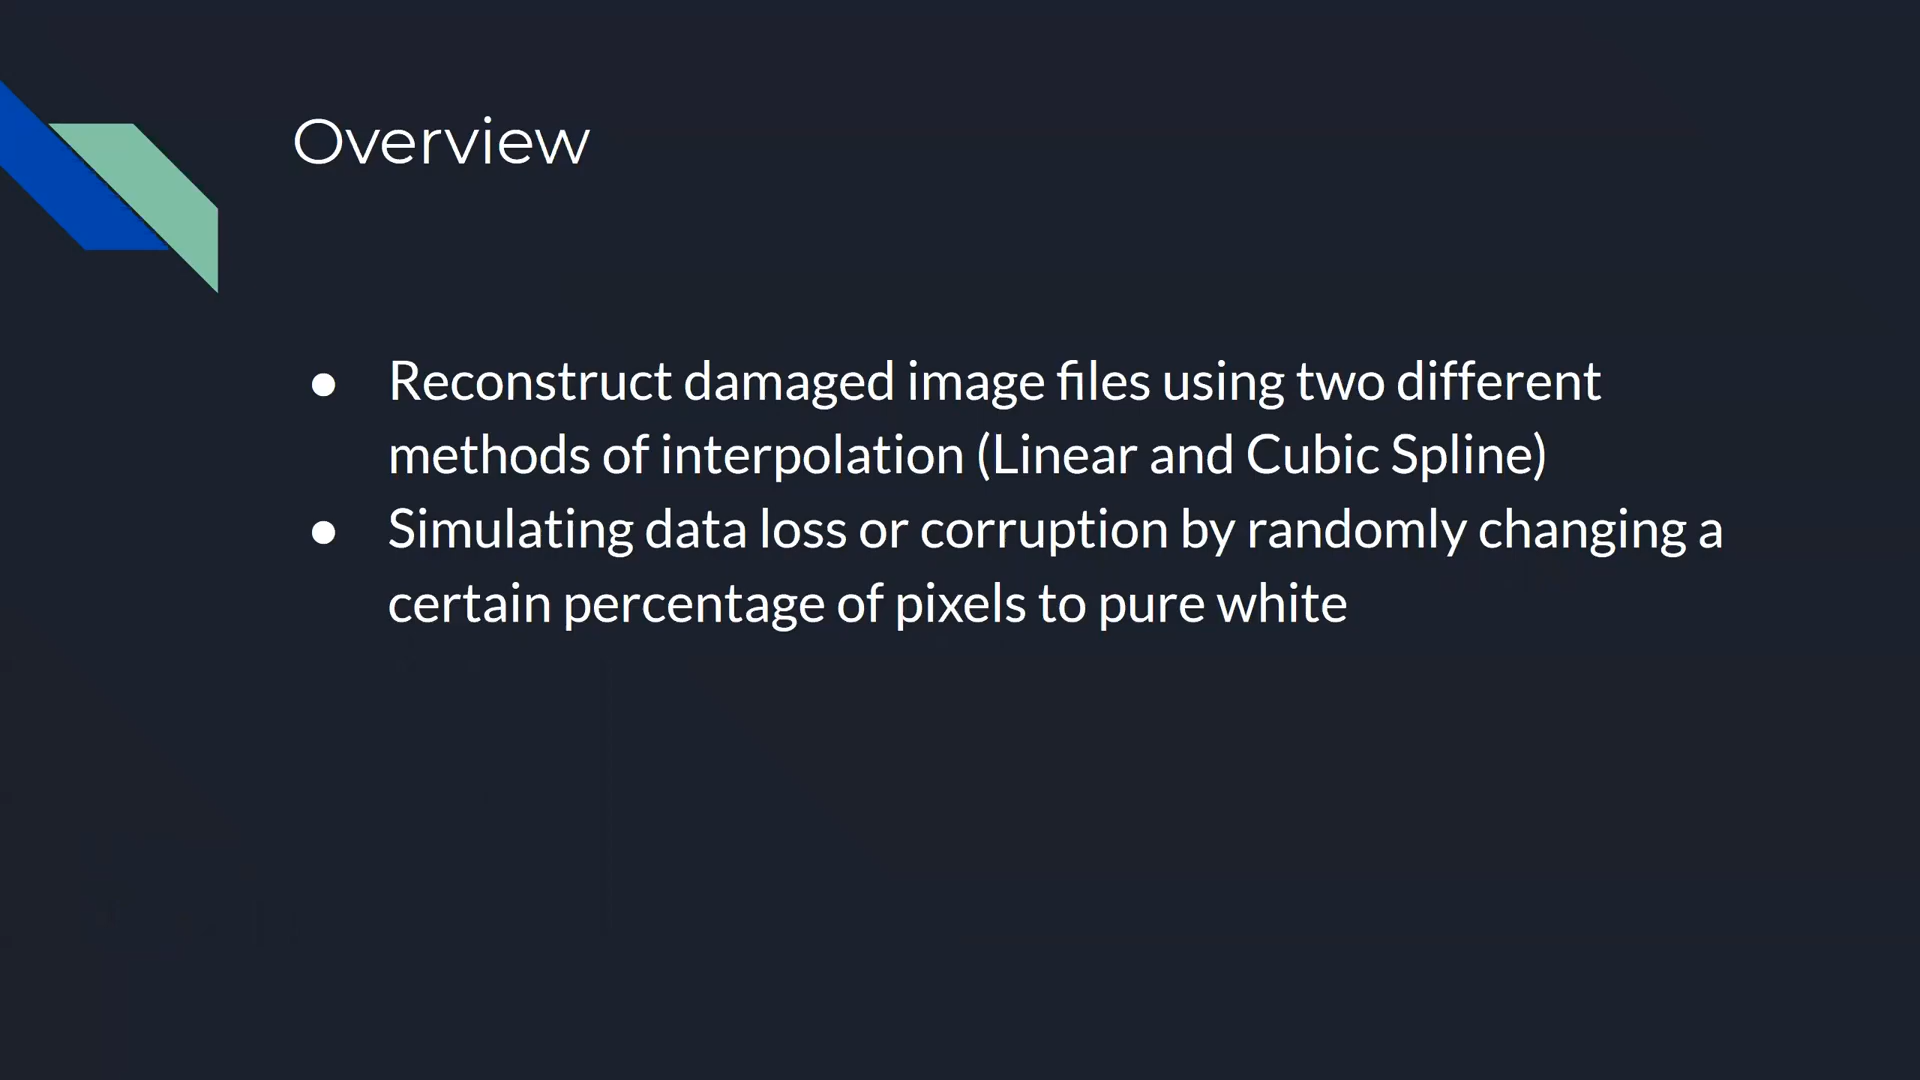 Overview
● Reconstruct damaged image files using two different
methods of interpolation (Linear and Cubic Spline)
● Simulating data loss or corruption by randomly changing a
certain percentage of pixels to pure white